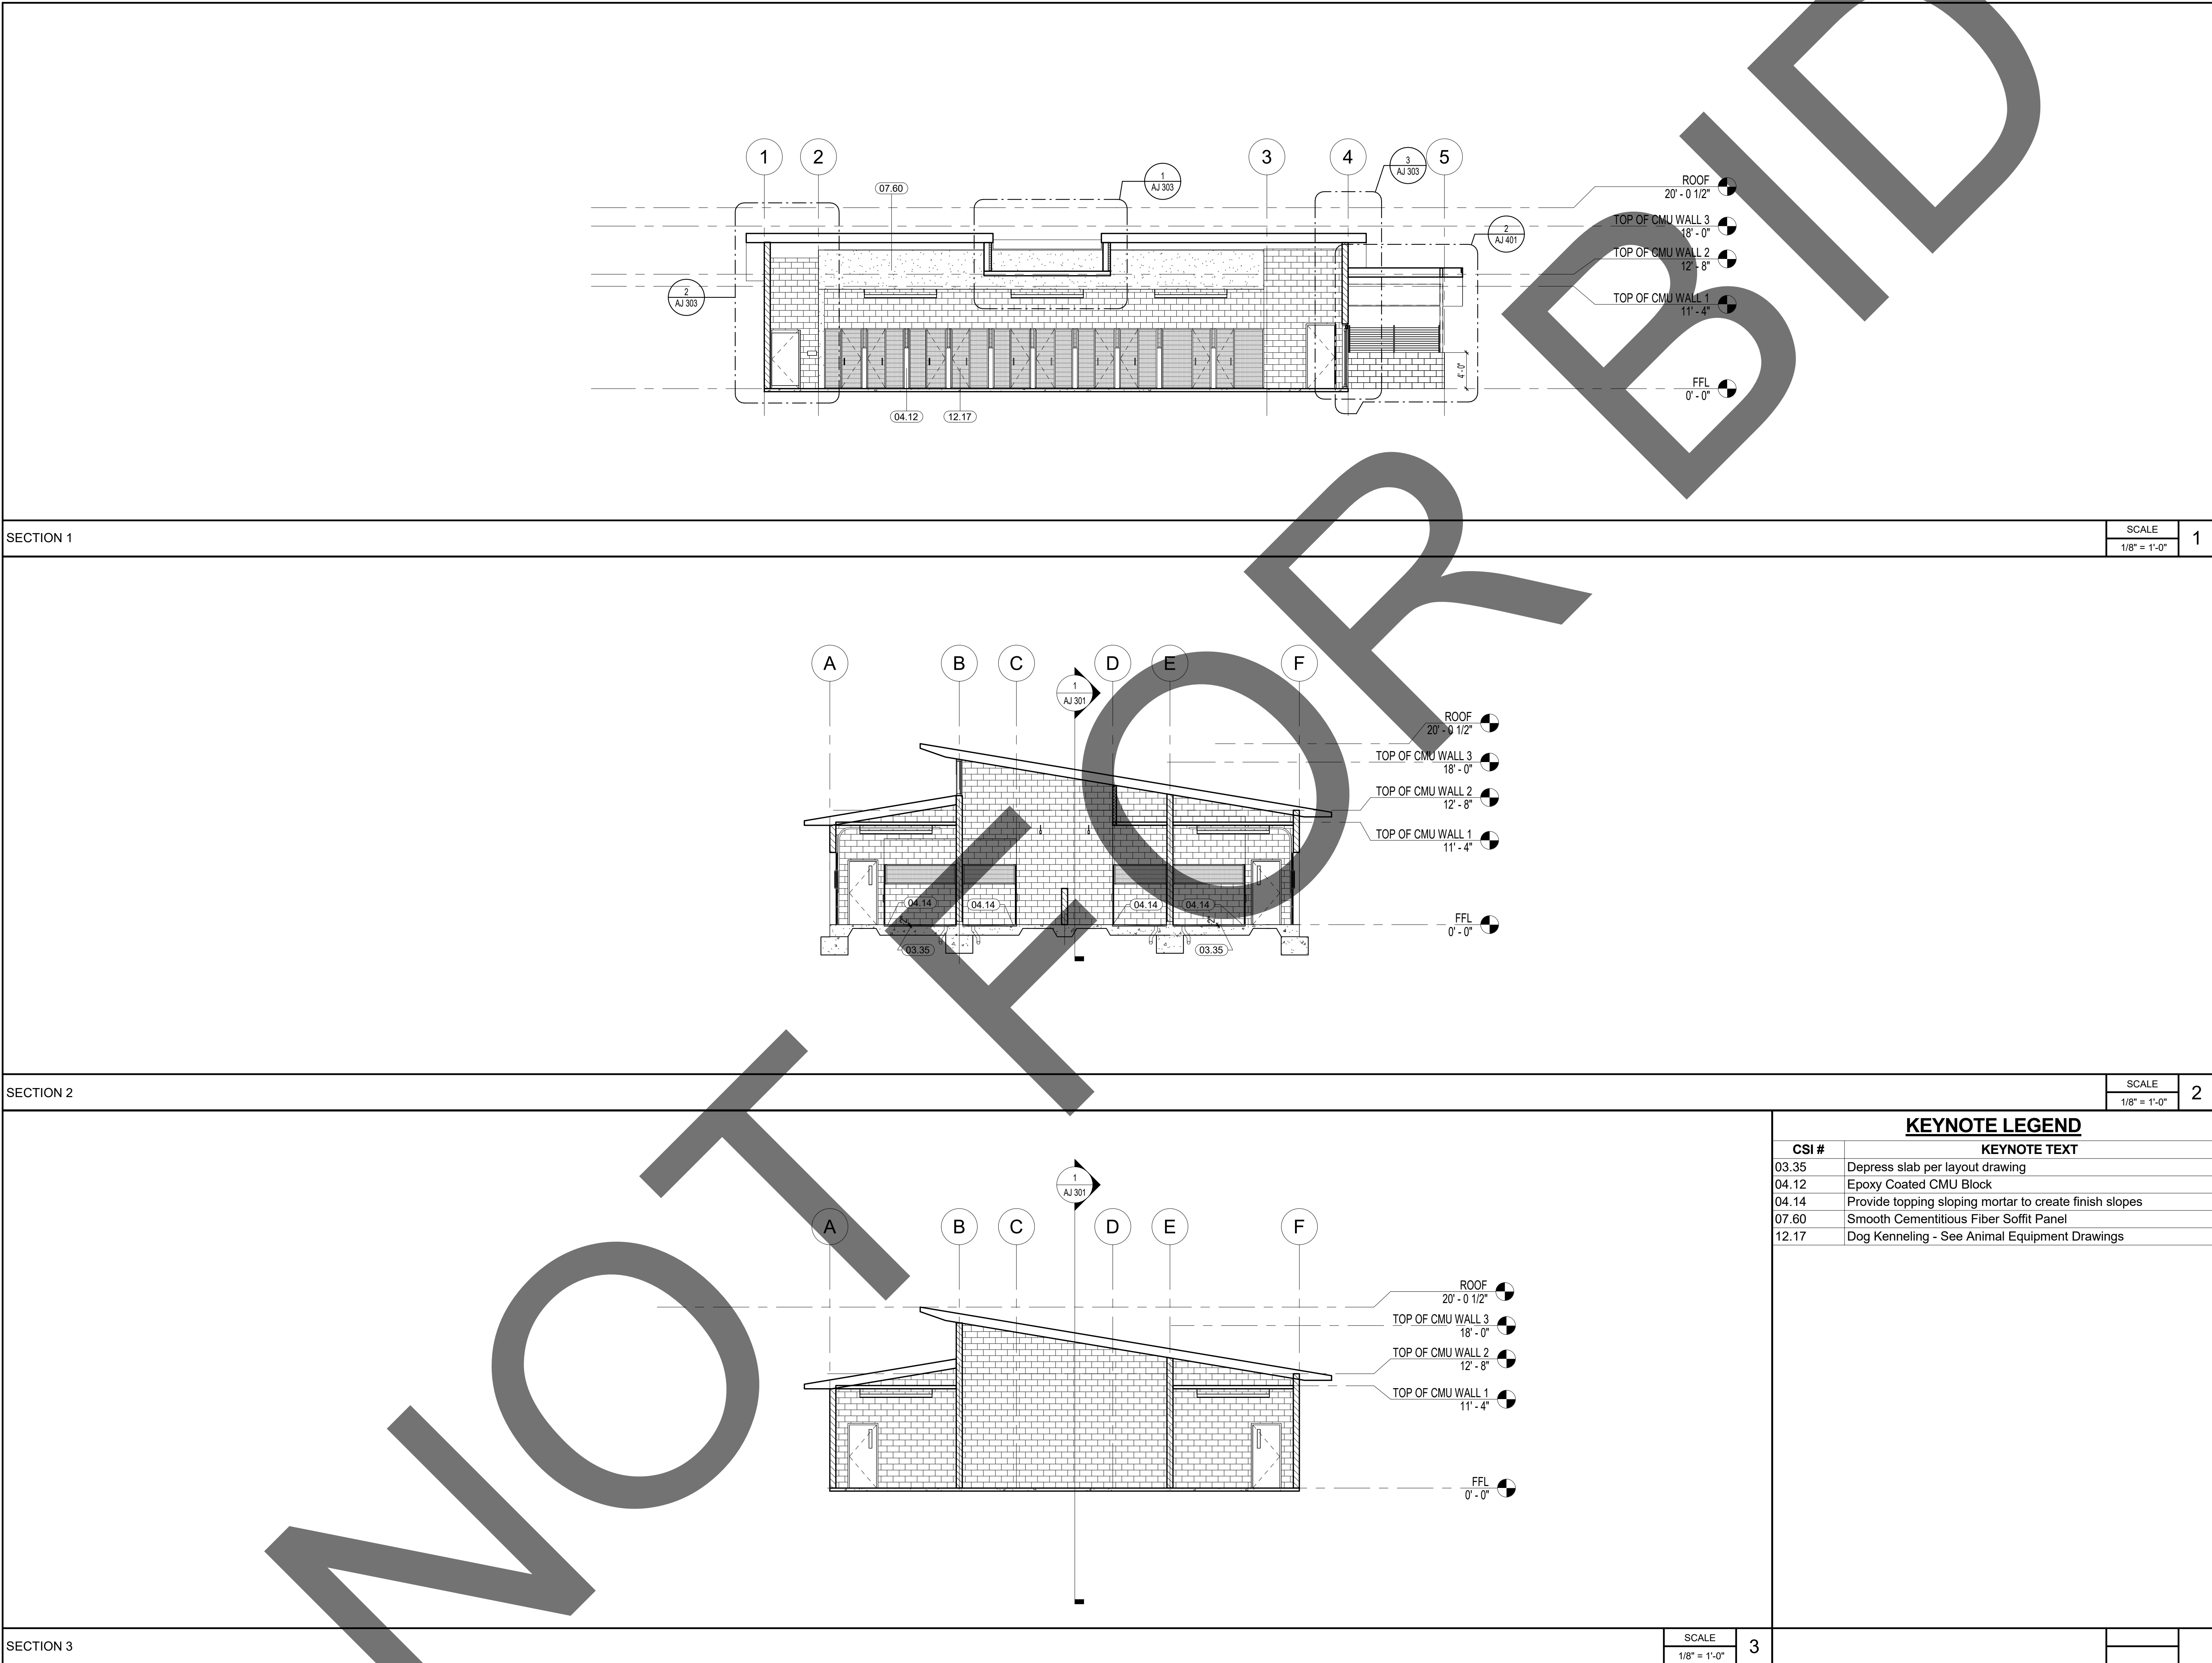 1
2
3
4
5
07.60
1
AJ 303
3
AJ 303
2
AJ 401
2
AJ 303
ROOF
20' - 0 1/2"
TOP OF CMU WALL 3
18' - 0"
TOP OF CMU WALL 2
12' - 8"
TOP OF CMU WALL 1
11' - 4"
4' - 0"
FFL
0' - 0"
04.12
12.17
SECTION 1
SCALE
1/8" = 1'-0"
1
A
B
C
D
E
F
1
AJ 301
ROOF
20' - 0 1/2"
TOP OF CMU WALL 3
18' - 0"
TOP OF CMU WALL 2
12' - 8"
TOP OF CMU WALL 1
11' - 4"
04.14
04.14
04.14
04.14
FFL
0' - 0"
03.35
03.35
SECTION 2
SCALE
1/8" = 1'-0"
2
1
AJ 301
A
B
C
D
E
F
ROOF
20' - 0 1/2"
TOP OF CMU WALL 3
18' - 0"
TOP OF CMU WALL 2
12' - 8"
TOP OF CMU WALL 1
11' - 4"
FFL
0' - 0"
SECTION 3
SCALE
1/8" = 1'-0"
3
KEYNOTE LEGEND
CSI # KEYNOTE TEXT
03.35 Depress slab per layout drawing
04.12 Epoxy Coated CMU Block
04.14 Provide topping sloping mortar to create finish slopes
07.60 Smooth Cementitious Fiber Soffit Panel
12.17 Dog Kenneling - See Animal Equipment Drawings
NOT FOR BID